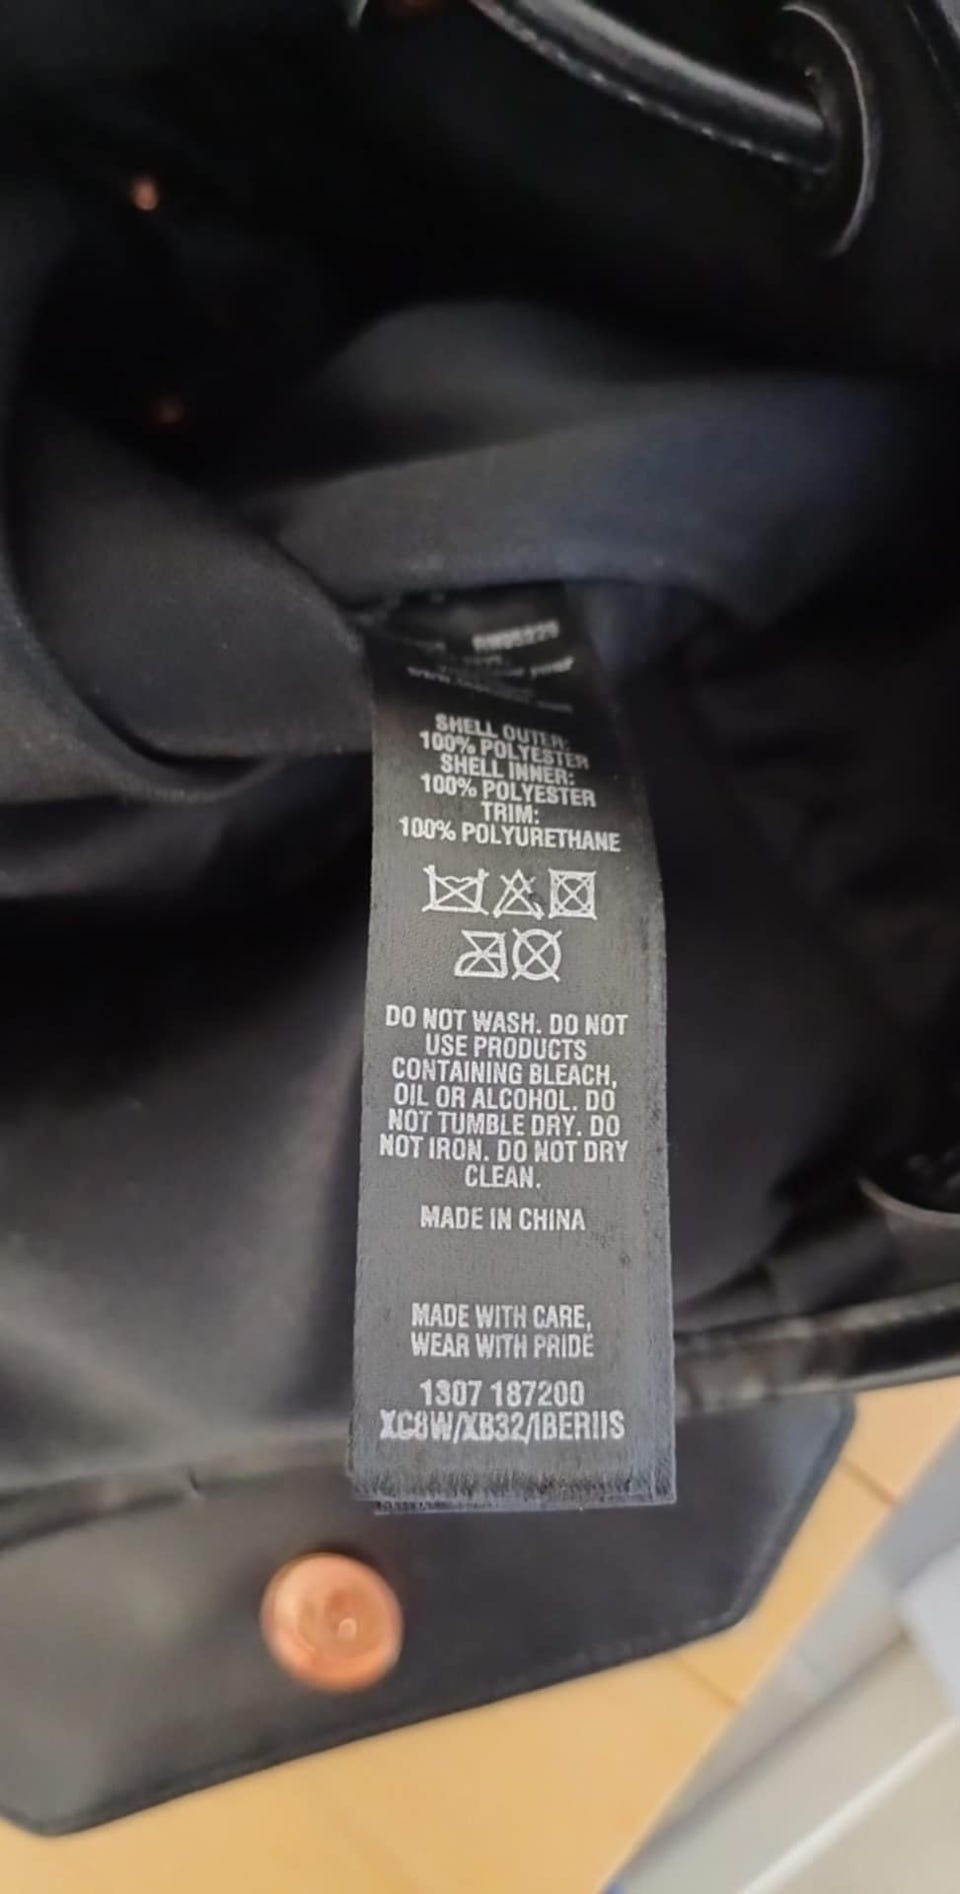 SHELL OUTER:
100% POLYESTER
SHELL INNER:
100% POLYESTER
TRIM:
100% POLYURETHANE
DO NOT WASH. DO NOT
USE PRODUCTS
CONTAINING BLEACH,
OIL OR ALCOHOL. DO
NOT TUMBLE DRY. DO
NOT IRON. DO NOT DRY
CLEAN.
MADE IN CHINA
MADE WITH CARE,
WEAR WITH PRIDE
1307 187200
XC8W/XB32/1BERIIS